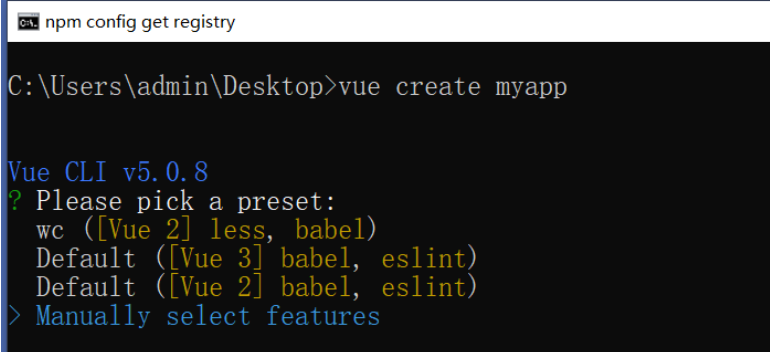 npm config get registry
C:\Users\admin\Desktop>vue create myapp
Vue CLI v5.0.8
? Please pick a preset:
wc ([Vue 2] less, babel)
Default ([Vue 3] babel, eslint)
Default ([Vue 2] babel, eslint)
> Manually select features